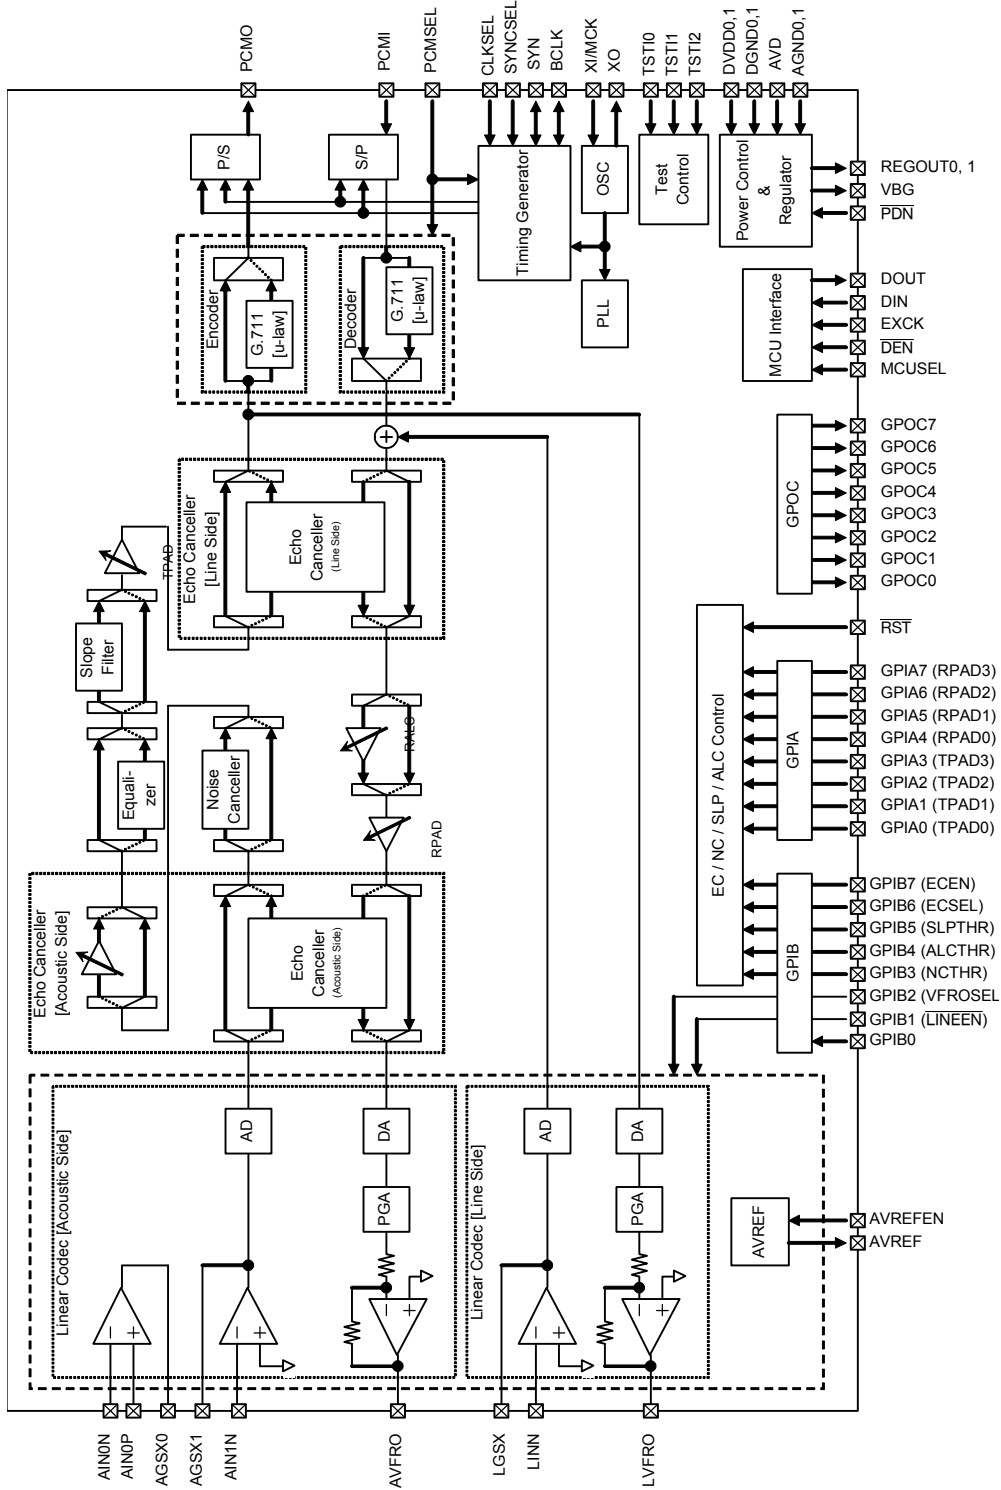 PCMO
PCMI
PCMSEL
CLKSEL
SYNCSEL
SYN
BCLK
XI/MCK
XO
TSTI0
TSTI1
TSTI2
DVDD0,1
DGND0,1
AVD
AGND0,1
P/S
S/P
Timing Generator
OSC
PLL
Test
Control
Power Control
&
Regulator
REGOUT0, 1
VBG
PDN
Encoder
G.711
[u-law]
Decoder
G.711
[u-law]
MCU Interface
DOUT
DIN
EXCK
DEN
MCUSEL
+
Echo Canceller
[Line Side]
Echo
Canceller
(Line Side)
TPAD
Slope
Filter
GPOC
GPOC7
GPOC6
GPOC5
GPOC4
GPOC3
GPOC2
GPOC1
GPOC0
RST
Equali-
zer
Noise
Canceller
RALC
RPAD
EC / NC / SLP / ALC Control
GPIA
GPIA7 (RPAD3)
GPIA6 (RPAD2)
GPIA5 (RPAD1)
GPIA4 (RPAD0)
GPIA3 (TPAD3)
GPIA2 (TPAD2)
GPIA1 (TPAD1)
GPIA0 (TPAD0)
Echo Canceller
[Acoustic Side]
Echo
Canceller
(Acoustic Side)
GPIB
GPIB7 (ECEN)
GPIB6 (ECSEL)
GPIB5 (SLPTHR)
GPIB4 (ALCTHR)
GPIB3 (NCTHR)
GPIB2 (VFROSEL
GPIB1 (LINEEN)
GPIB0
Linear Codec [Acoustic Side]
AD
DA
PGA
Linear Codec [Line Side]
AD
DA
PGA
AVREF
AVREFEN
AVREF
AIN0N
AIN0P
AGSX0
AGSX1
AIN1N
AVFRO
LGSX
LINN
LVFRO